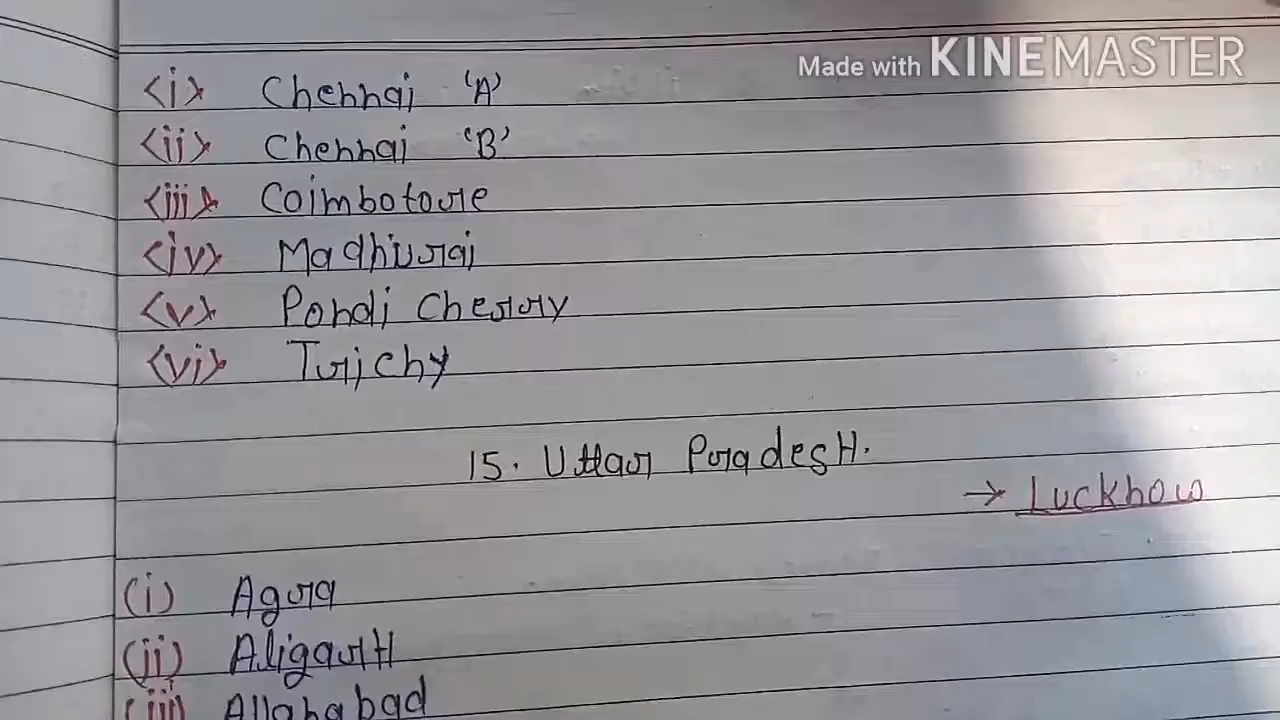 Made with KINEMASTER
<i> Chennai 'A'
<ii> Chennai 'B'
<iii> Coimbotore
<iv> Madhurai
<v> Pondi Cherry
<vi> Trichy
15. Uttar PradesH.
→ Lucknow
(i) Agra
(ii) AligarH
(iii) Allahabad